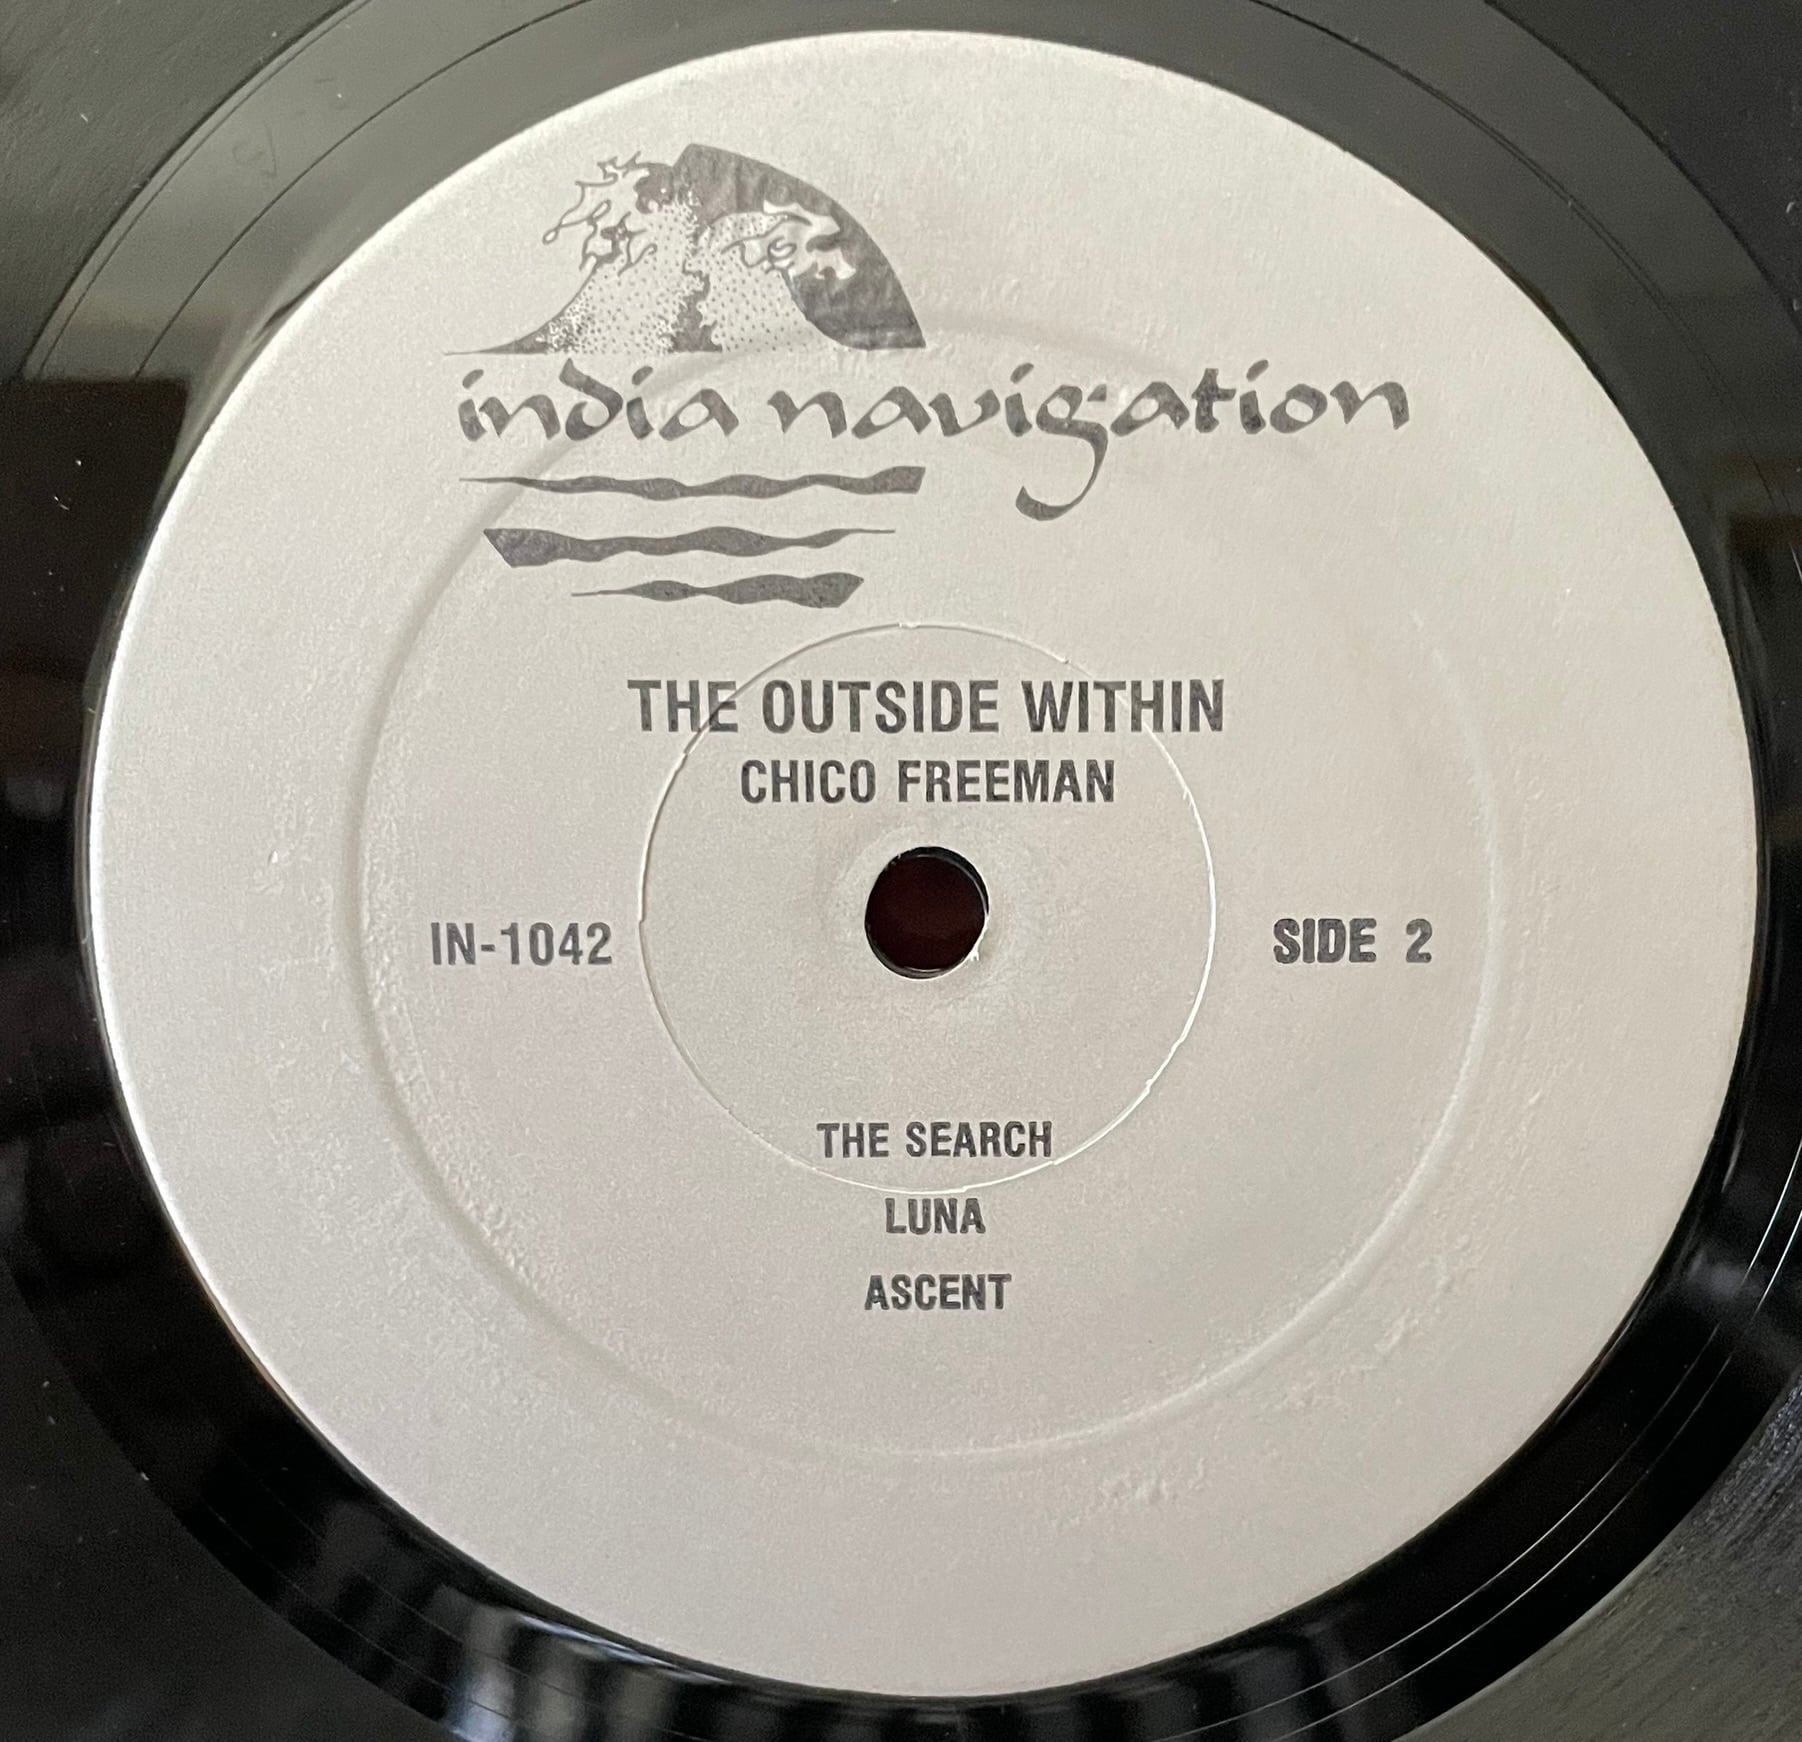 india navigation
THE OUTSIDE WITHIN
CHICO FREEMAN
IN-1042
SIDE 2
THE SEARCH
LUNA
ASCENT